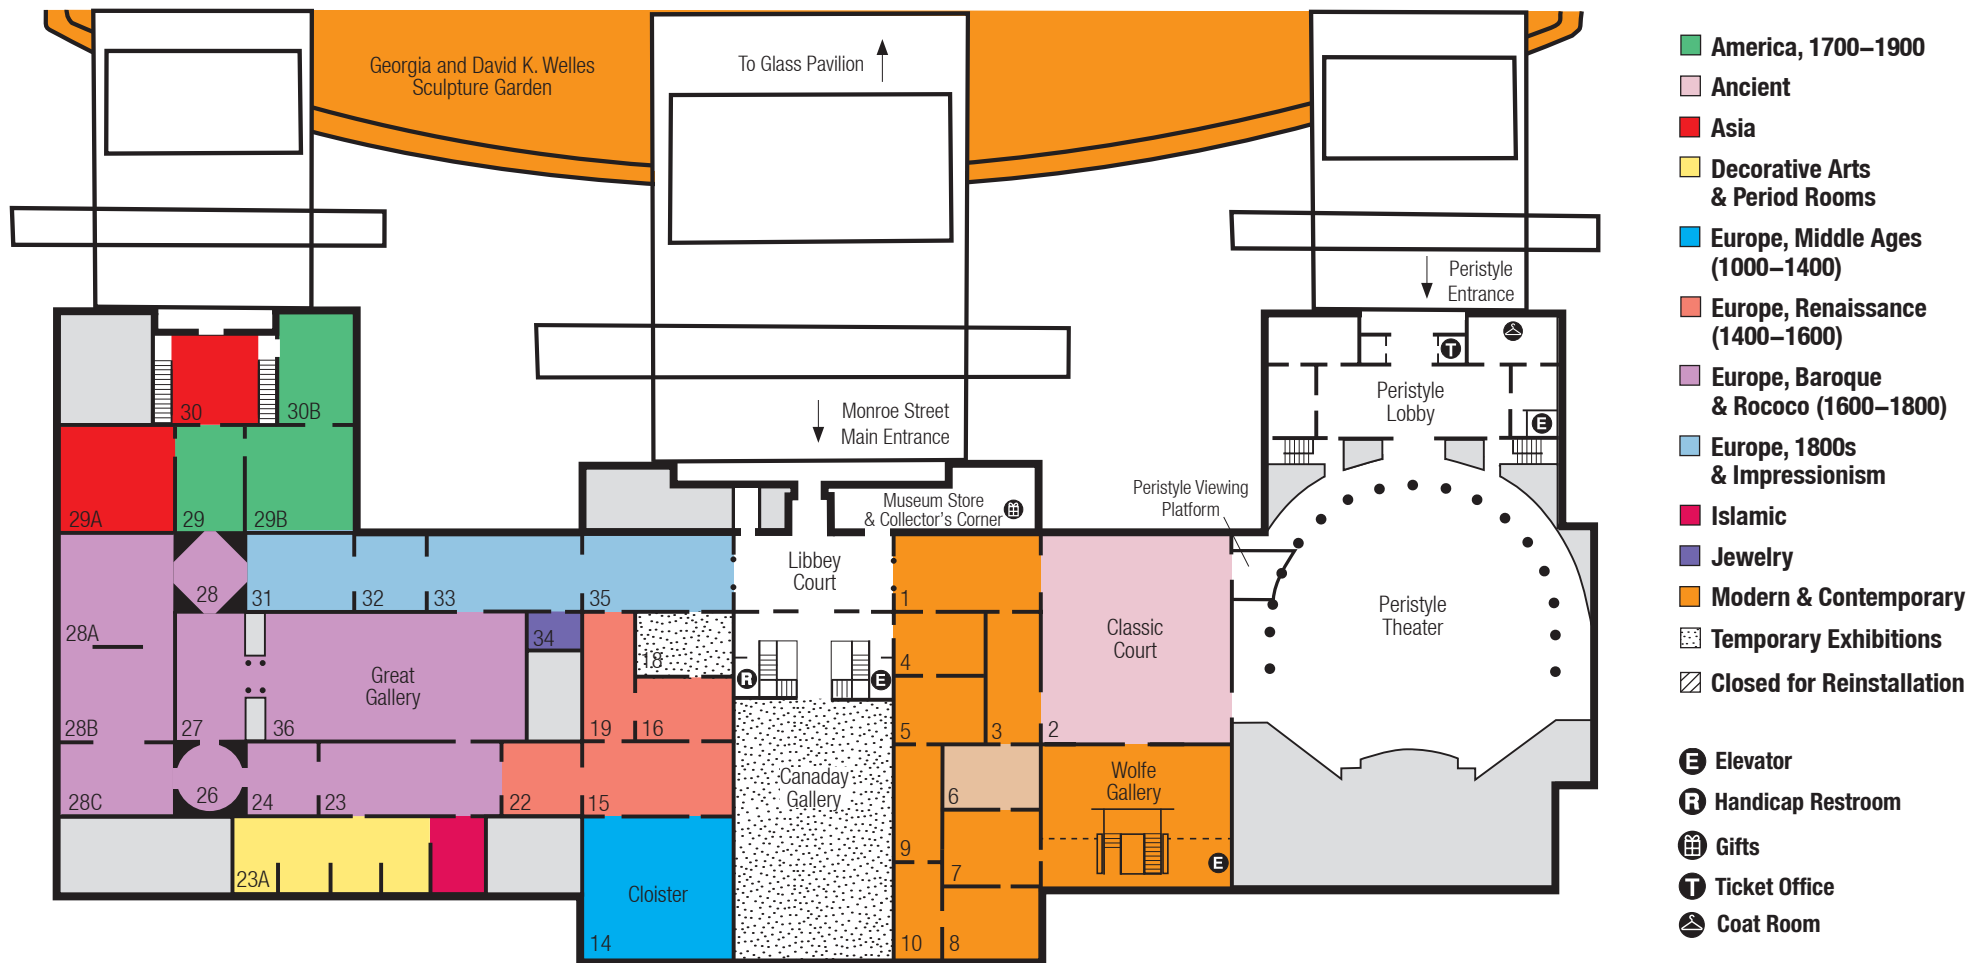 Georgia and David K. Welles
Sculpture Garden
To Glass Pavilion
Peristyle
Entrance
Monroe Street
Main Entrance
Peristyle
Lobby
T
E
30
30B
29A
29
29B
Museum Store
& Collector's Corner
Peristyle Viewing
Platform
Libbey
Court
28
31
32
33
35
1
28A
34
18
4
Classic
Court
Peristyle
Theater
Great
Gallery
R
E
28B
27
36
19
16
5
3
2
26
28C
24
23
22
15
Canaday
Gallery
6
Wolfe
Gallery
23A
9
7
E
Cloister
14
10
8
America, 1700–1900
Ancient
Asia
Decorative Arts
& Period Rooms
Europe, Middle Ages
(1000–1400)
Europe, Renaissance
(1400–1600)
Europe, Baroque
& Rococo (1600–1800)
Europe, 1800s
& Impressionism
Islamic
Jewelry
Modern & Contemporary
Temporary Exhibitions
Closed for Reinstallation
E Elevator
R Handicap Restroom
Gifts
T Ticket Office
Coat Room